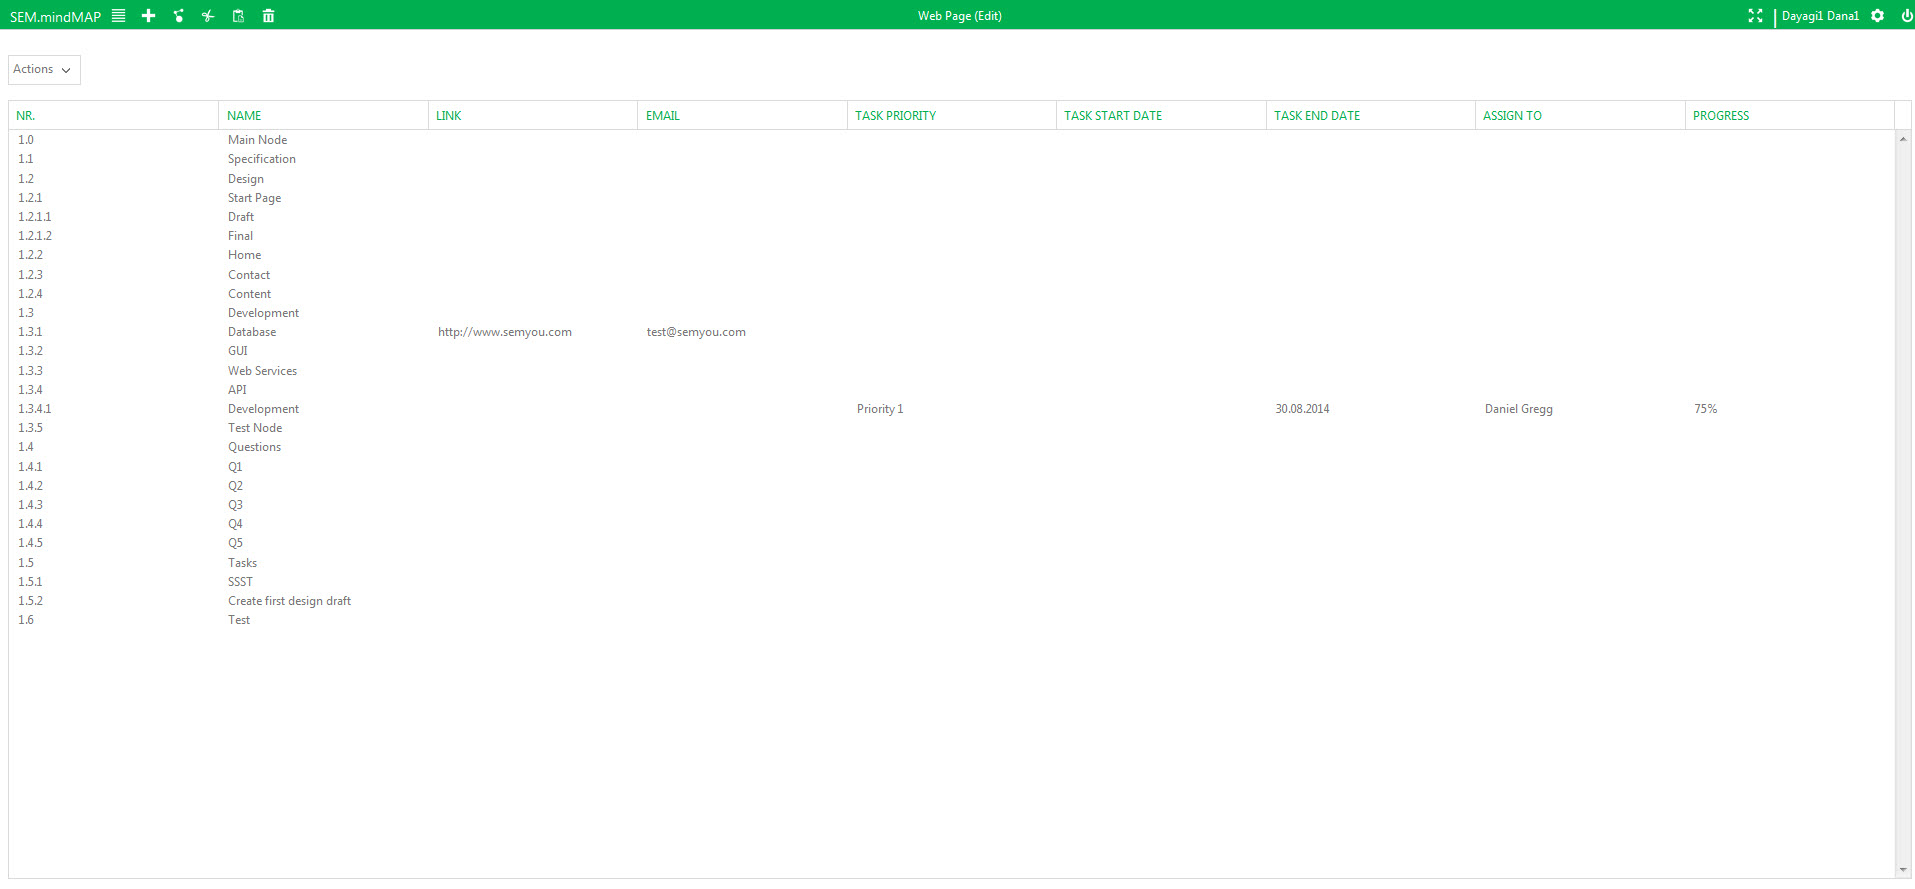 SEM.mindMAP Web Page (Edit) Dayagi1 Dana1
Actions
NR. NAME LINK EMAIL TASK PRIORITY TASK START DATE TASK END DATE ASSIGN TO PROGRESS
1.0 Main Node
1.1 Specification
1.2 Design
1.2.1 Start Page
1.2.1.1 Draft
1.2.1.2 Final
1.2.2 Home
1.2.3 Contact
1.2.4 Content
1.3 Development
1.3.1 Database http://www.semyou.com test@semyou.com
1.3.2 GUI
1.3.3 Web Services
1.3.4 API
1.3.4.1 Development Priority 1 30.08.2014 Daniel Gregg 75%
1.3.5 Test Node
1.4 Questions
1.4.1 Q1
1.4.2 Q2
1.4.3 Q3
1.4.4 Q4
1.4.5 Q5
1.5 Tasks
1.5.1 SSST
1.5.2 Create first design draft
1.6 Test